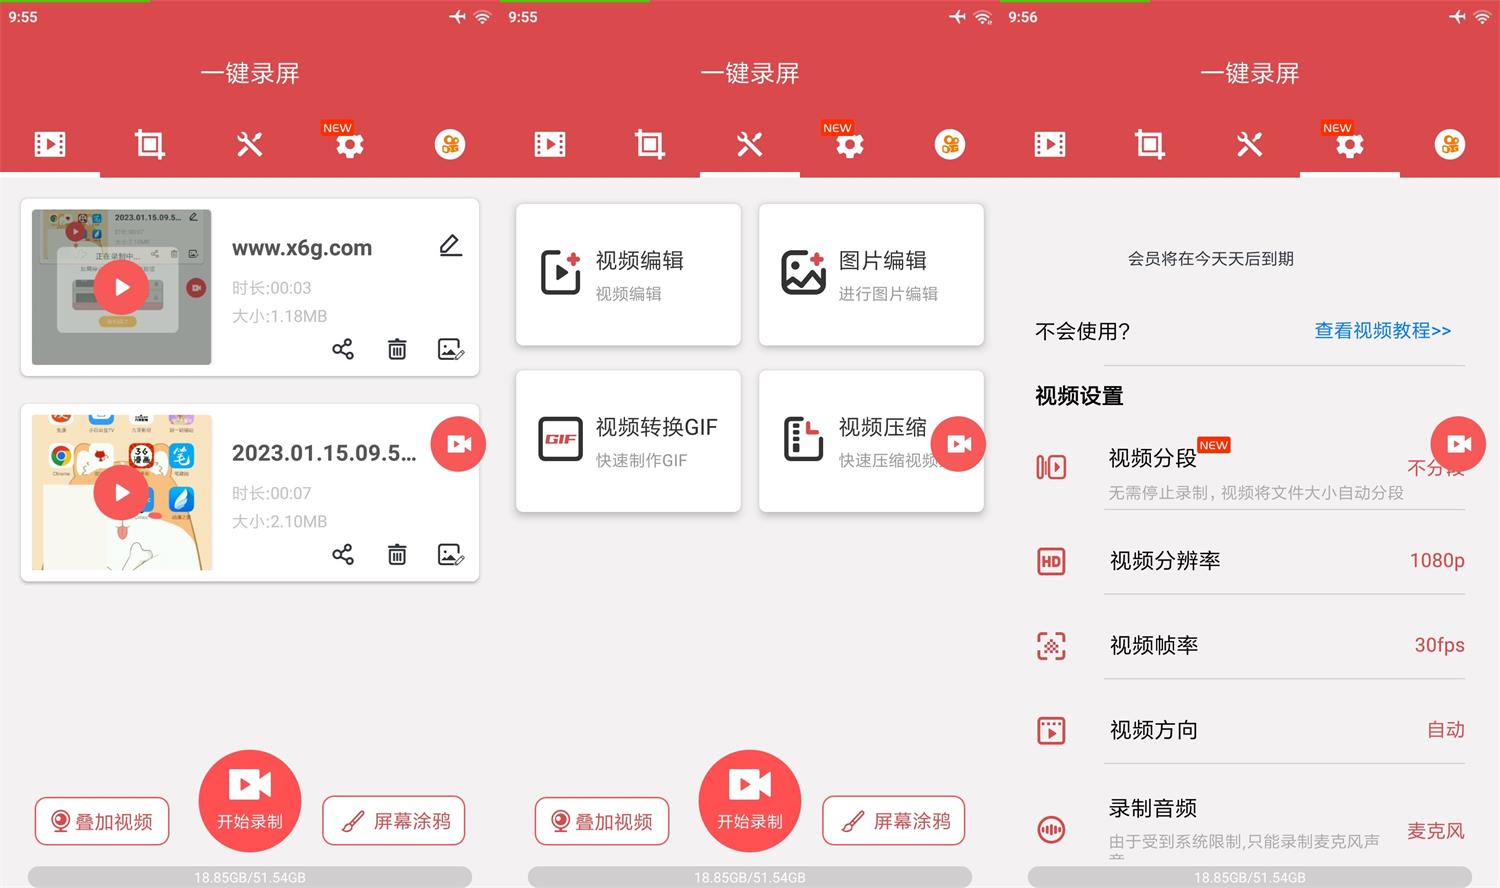 9:55
一键录屏
NEW
2023.01.15.09.5...
正在录制中...
www.x6g.com
时长:00:03
大小:1.18MB
2023.01.15.09.5...
时长:00:07
大小:2.10MB
Chrome
叠加视频
开始录制
屏幕涂鸦
18.85GB/51.54GB
9:55
一键录屏
NEW
视频编辑
视频编辑
图片编辑
进行图片编辑
GIF
视频转换GIF
快速制作GIF
视频压缩
快速压缩视频
叠加视频
开始录制
屏幕涂鸦
18.85GB/51.54GB
9:56
一键录屏
NEW
会员将在今天天后到期
不会使用?
查看视频教程>>
视频设置
视频分段
NEW
不分段
无需停止录制，视频将文件大小自动分段
HD
视频分辨率
1080p
视频帧率
30fps
视频方向
自动
录制音频
麦克风
由于受到系统限制,只能录制麦克风声
音
18.85GB/51.54GB